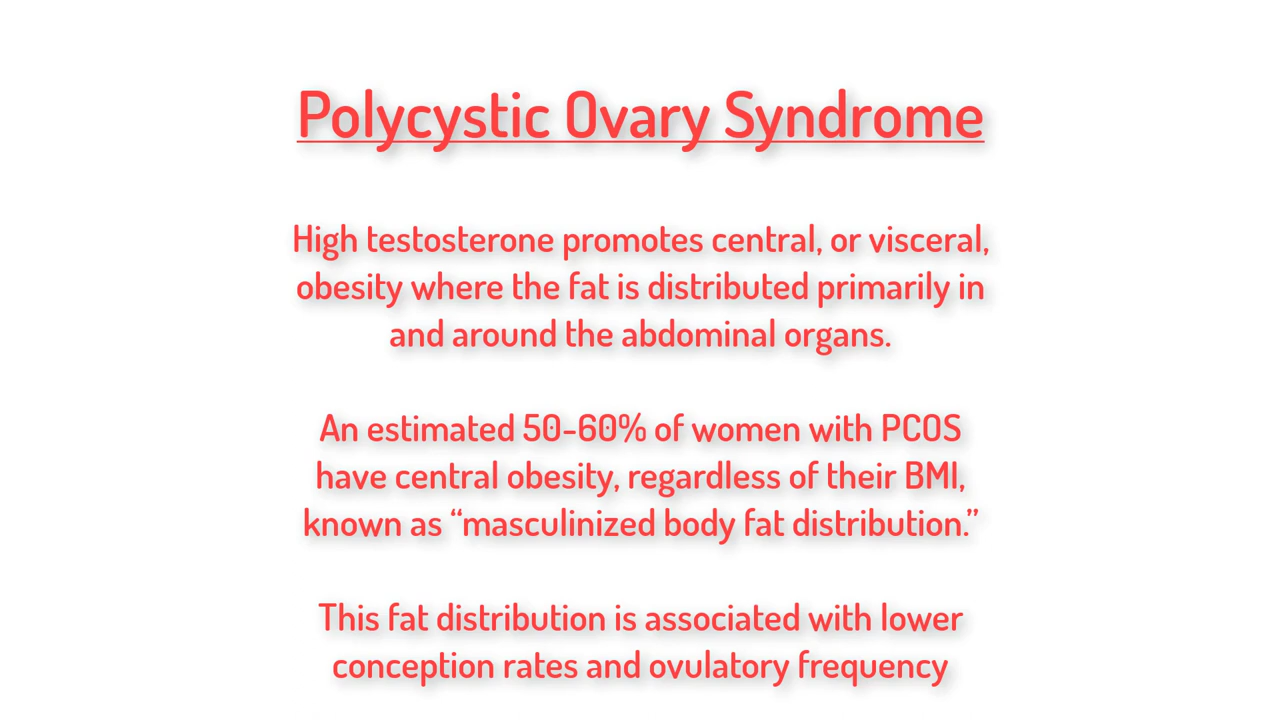 Polycystic Ovary Syndrome
High testosterone promotes central, or visceral,
obesity where the fat is distributed primarily in
and around the abdominal organs.
An estimated 50-60% of women with PCOS
have central obesity, regardless of their BMI,
known as “masculinized body fat distribution.”
This fat distribution is associated with lower
conception rates and ovulatory frequency